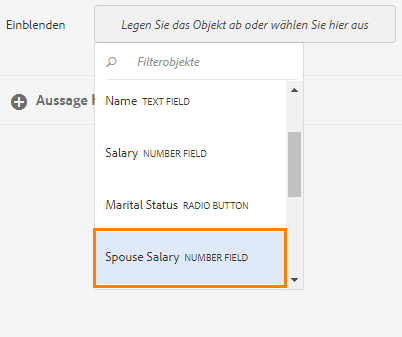 Einblenden
Legen Sie das Objekt ab oder wählen Sie hier aus
Filterobjekte
Name TEXT FIELD
Aussage
Salary NUMBER FIELD
Marital Status RADIO BUTTON
Spouse Salary NUMBER FIELD